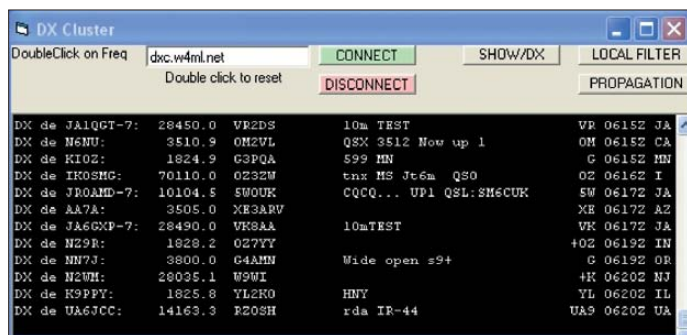 DX Cluster
DoubleClick on Freq dxc.w4ml.net CONNECT SHOW/DX LOCAL FILTER
Double click to reset DISCONNECT PROPAGATION
DX de JA1QGT-7: 28450.0 VR2DS 10m TEST VR 0615Z JA
DX de N6NU: 3510.9 OM2VL QSX 3512 Now up 1 OM 0615Z CA
DX de KI0Z: 1824.9 G3PQA 599 MN G 0615Z MN
DX de IK0SMG: 70110.0 OZ3ZW tnx MS Jt6m QSO OZ 0616Z I
DX de JR0AMD-7: 10104.5 5W0UK CQCQ... UP1 QSL:SM6CUK 5W 0617Z JA
DX de AA7A: 3505.0 XE3ARV XE 0617Z AZ
DX de JA6GXP-7: 28490.0 VK8AA 10mTEST VK 0617Z JA
DX de NZ9R: 1828.2 OZ7YY +OZ 0619Z IN
DX de NN7J: 3800.0 G4AMN Wide open s9+ G 0619Z OR
DX de N2WM: 28035.1 W9WI +K 0620Z NJ
DX de K9PPY: 1825.8 YL2KO HNY YL 0620Z IL
DX de UA6JCC: 14163.3 RZ0SH rda IR-44 UA9 0620Z UA